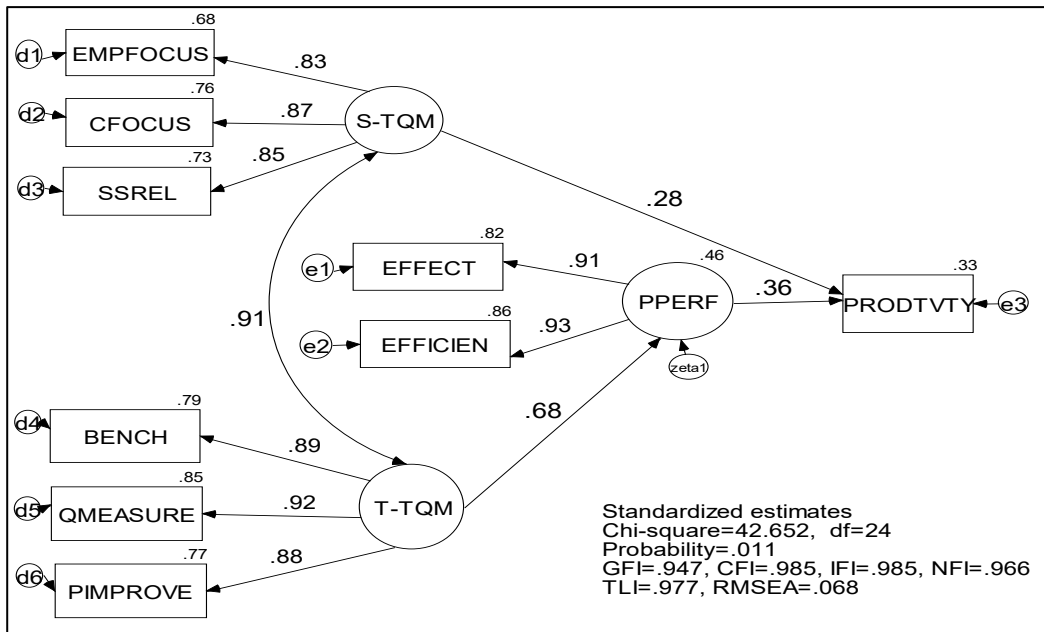 .68
d1
EMPFOCUS
.83
.76
d2
CFOCUS
.87
S-TQM
.73
d3
SSREL
.85
.28
.82
e1
EFFECT
.91
.46
PPERF
.36
.33
PRODTVTY
e3
.91
.86
e2
EFFICIEN
.93
zeta1
.68
.79
d4
BENCH
.89
.85
d5
QMEASURE
.92
T-TQM
.77
d6
PIMPROVE
.88
Standardized estimates
Chi-square=42.652, df=24
Probability=.011
GFI=.947, CFI=.985, IFI=.985, NFI=.966
TLI=.977, RMSEA=.068